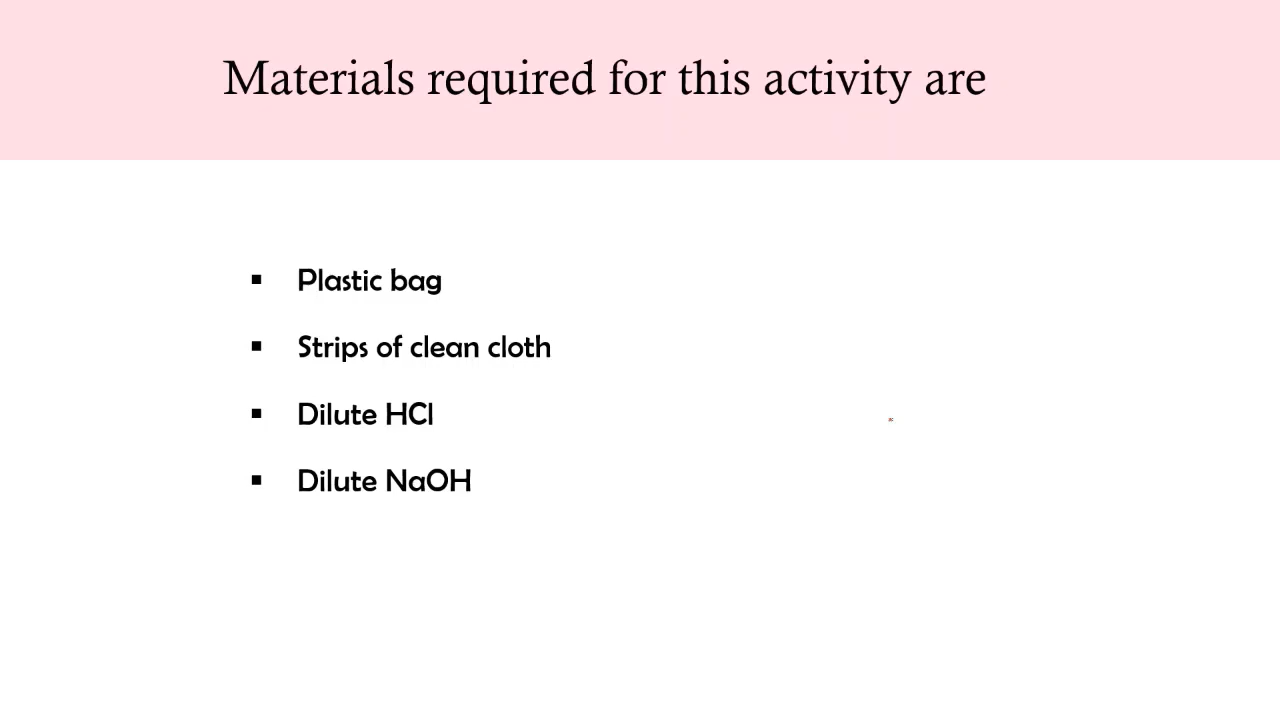 Materials required for this activity are
▪ Plastic bag
▪ Strips of clean cloth
▪ Dilute HCl
▪ Dilute NaOH